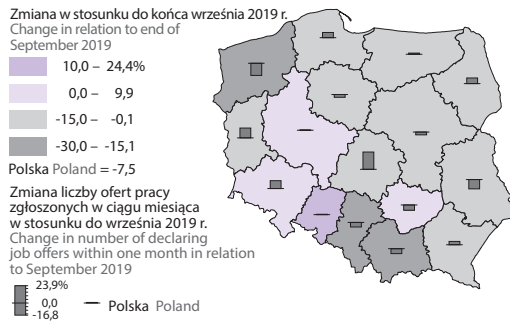 Zmiana w stosunku do końca września 2019 r.
Change in relation to end of
September 2019
10,0 – 24,4%
0,0 – 9,9
-15,0 – -0,1
-30,0 – -15,1
Polska Poland = -7,5
Zmiana liczby ofert pracy
zgłoszonych w ciągu miesiąca
w stosunku do września 2019 r.
Change in number of declaring
job offers within one month in relation
to September 2019
23,9%
0,0
-16,8
Polska Poland